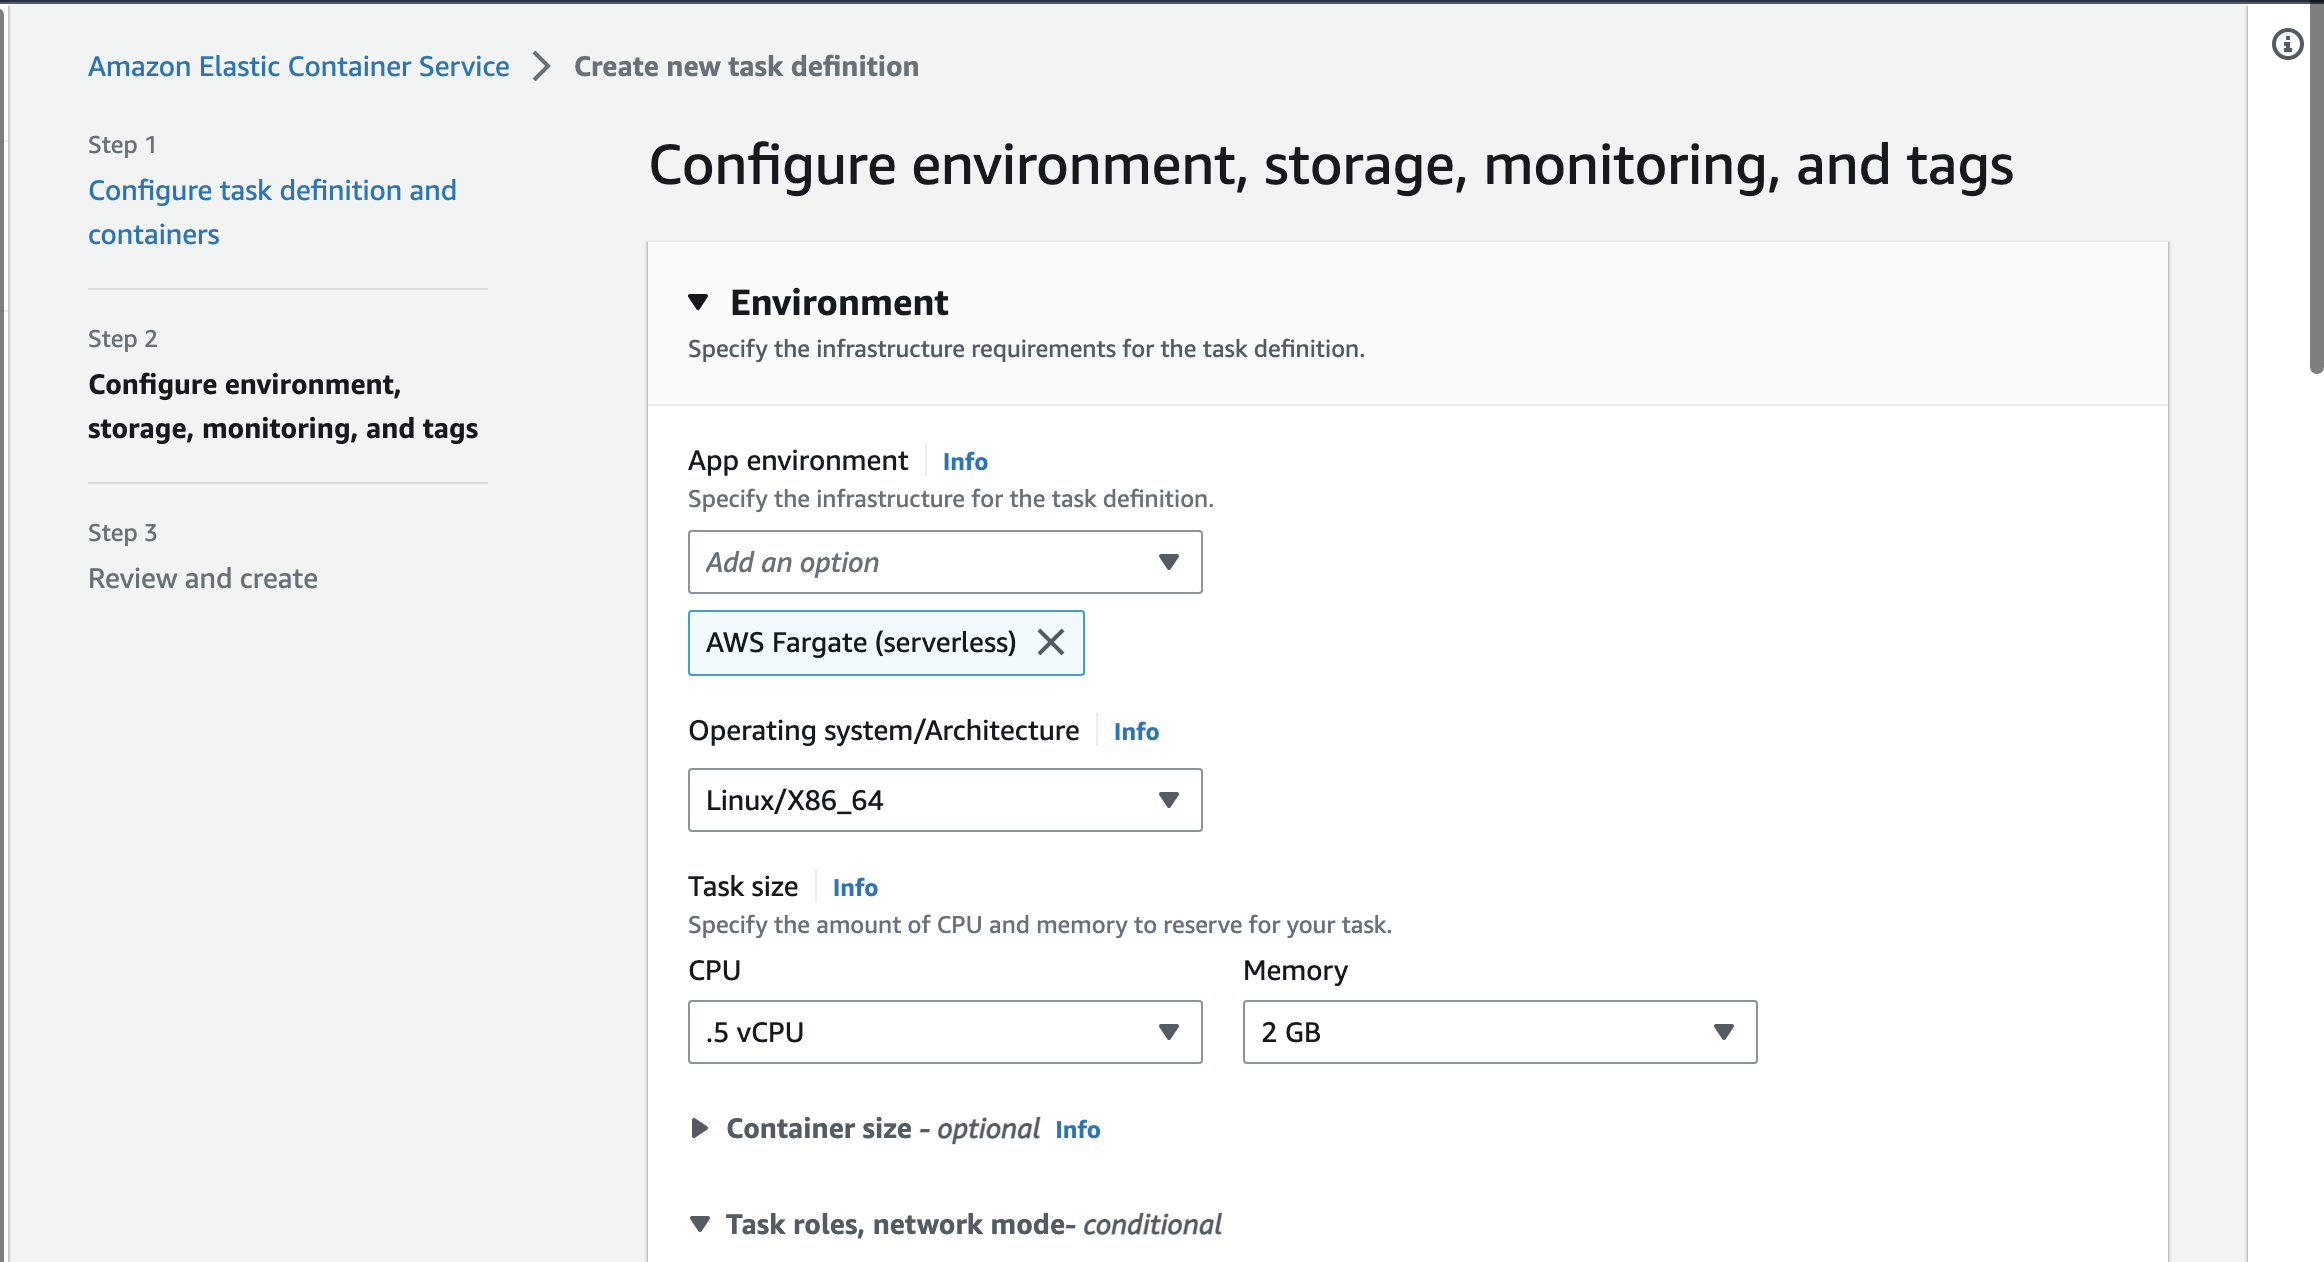 Amazon Elastic Container Service > Create new task definition
Step 1
Configure task definition and
containers
Step 2
Configure environment,
storage, monitoring, and tags
Step 3
Review and create
Configure environment, storage, monitoring, and tags
Environment
Specify the infrastructure requirements for the task definition.
App environment Info
Specify the infrastructure for the task definition.
Add an option
AWS Fargate (serverless)
Operating system/Architecture Info
Linux/X86_64
Task size Info
Specify the amount of CPU and memory to reserve for your task.
CPU Memory
.5 vCPU 2 GB
Container size - optional Info
Task roles, network mode- conditional